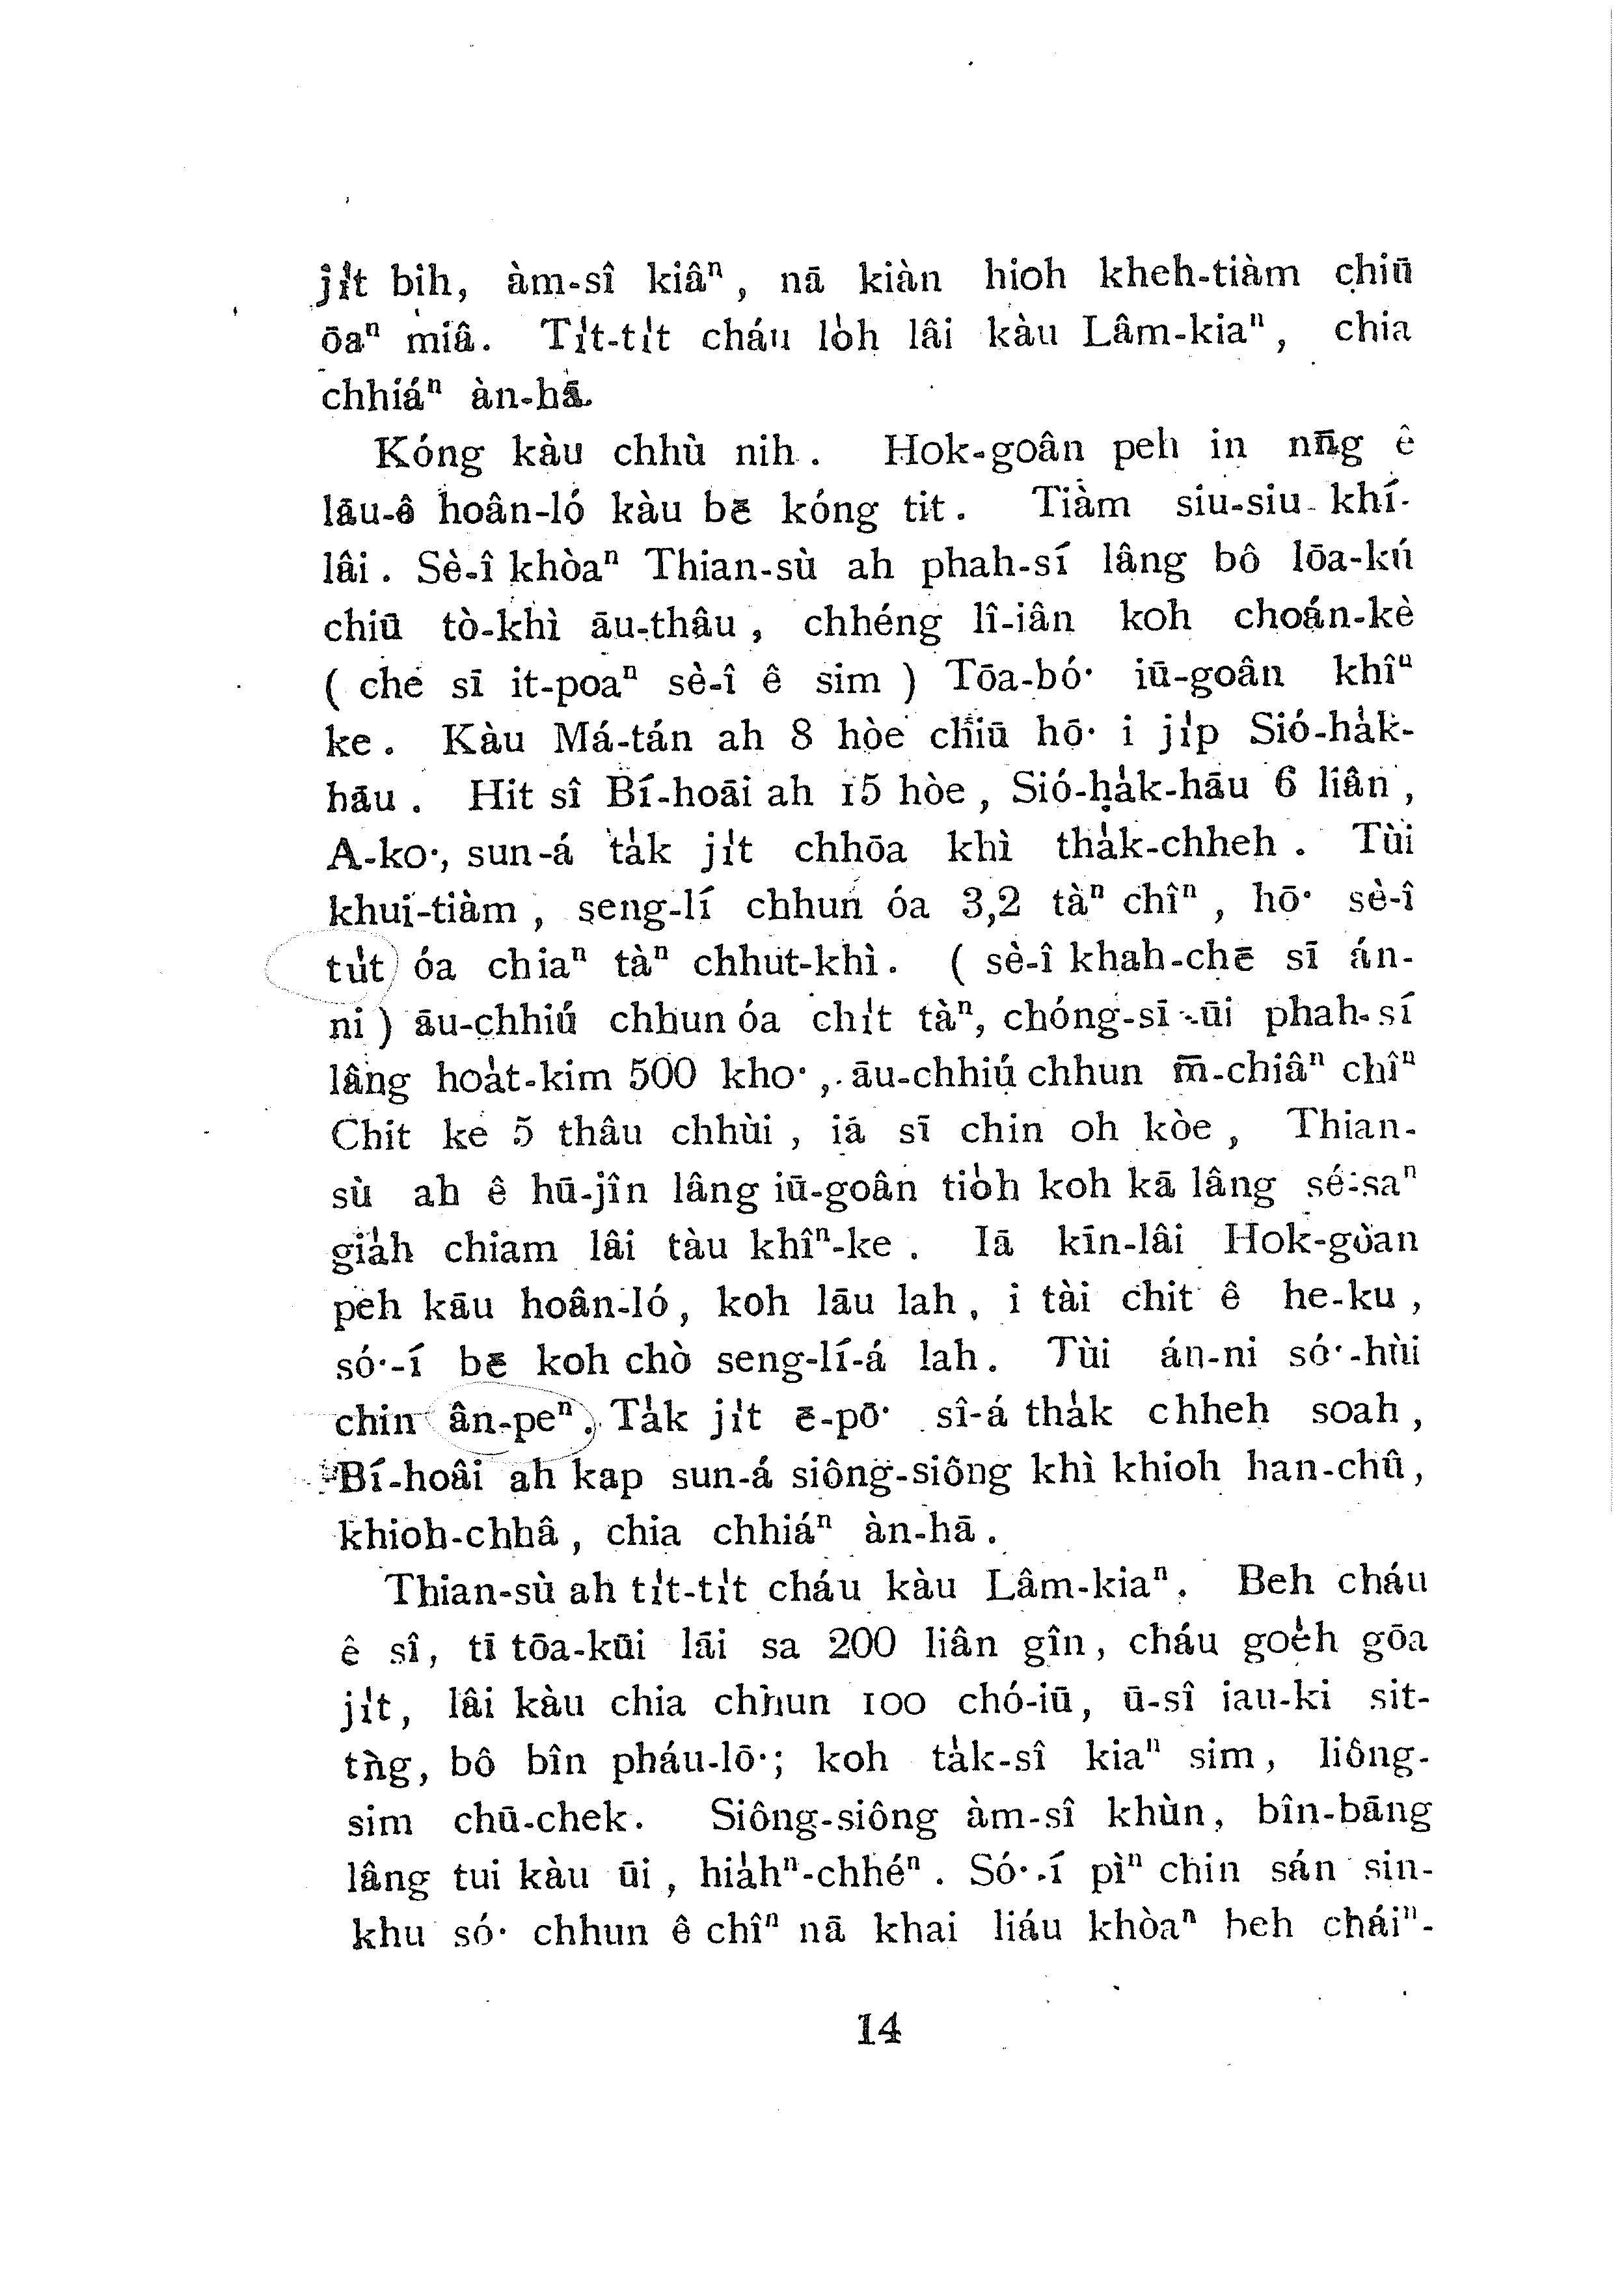 ji̍t bih, àm-sî kiâⁿ, nā kiàn hioh kheh-tiàm chiū
ōaⁿ miâ. Ti̍t-ti̍t cháu lo̍h lâi kàu Lâm-kiaⁿ, chia
chhiáⁿ àn-hā.
Kóng kàu chhù nih. Hok-goân peh in nn̄g ê
lāu-ê hoân-ló kàu bē kóng tit. Tiàm siu-siu khí-
lâi. Sè-î khòaⁿ Thian-sù ah phah-sí lâng bô lōa-kú
chiū tò-khì āu-thâu, chhéng lî-iân koh choán-kè
( che sī it-poaⁿ sè-î ê sim ) Tōa-bó͘ iū-goân khîⁿ
ke. Kàu Má-tán ah 8 hòe chiū hō͘ i ji̍p Sió-ha̍k-
hāu. Hit sî Bí-hoāi ah 15 hòe, Sió-ha̍k-hāu 6 liân,
A-ko͘, sun-á ta̍k ji̍t chhōa khì tha̍k-chheh. Tùi
khui-tiàm, seng-lí chhun óa 3,2 tàⁿ chîⁿ, hō͘ sè-î
tu̍t óa chiaⁿ tàⁿ chhut-khì. ( sè-î khah-chē sī án-
ni ) āu-chhiú chhun óa chi̍t tàⁿ, chóng-sī -ūi phah-sí
lâng hoa̍t-kim 500 kho͘, āu-chhiú chhun m̄-chiâⁿ chîⁿ
Chit ke 5 thâu chhùi, iā sī chin oh kòe, Thian-
sù ah ê hū-jîn lâng iū-goân tio̍h koh kā lâng sé-saⁿ
gia̍h chiam lâi tàu khîⁿ-ke. Iā kīn-lâi Hok-gòan
peh kāu hoân-ló, koh lāu lah, i tài chit ê he-ku,
só͘-í bē koh chò seng-lí-á lah. Tùi án-ni só͘-hùi
chin ân-peⁿ. Ta̍k ji̍t ē-pō͘ sî-á tha̍k chheh soah,
Bí-hoâi ah kap sun-á siông-siông khì khioh han-chû,
khioh-chhâ, chia chhiáⁿ àn-hā.
Thian-sù ah ti̍t-ti̍t cháu kàu Lâm-kiaⁿ. Beh cháu
ê sî, tī tōa-kūi lāi sa 200 liân gîn, cháu goe̍h gōa
ji̍t, lâi kàu chia chhun 100 chó-iū, ū-sî iau-ki sit-
tǹg, bô bîn pháu-lō͘; koh ta̍k-sî kiaⁿ sim, liông-
sim chū-chek. Siông-siông àm-sî khùn, bîn-bāng
lâng tui kàu ūi, hia̍hⁿ-chhéⁿ. Só͘-í pìⁿ chin sán sin-
khu só͘ chhun ê chîⁿ nā khai liáu khòaⁿ beh cháiⁿ-
14